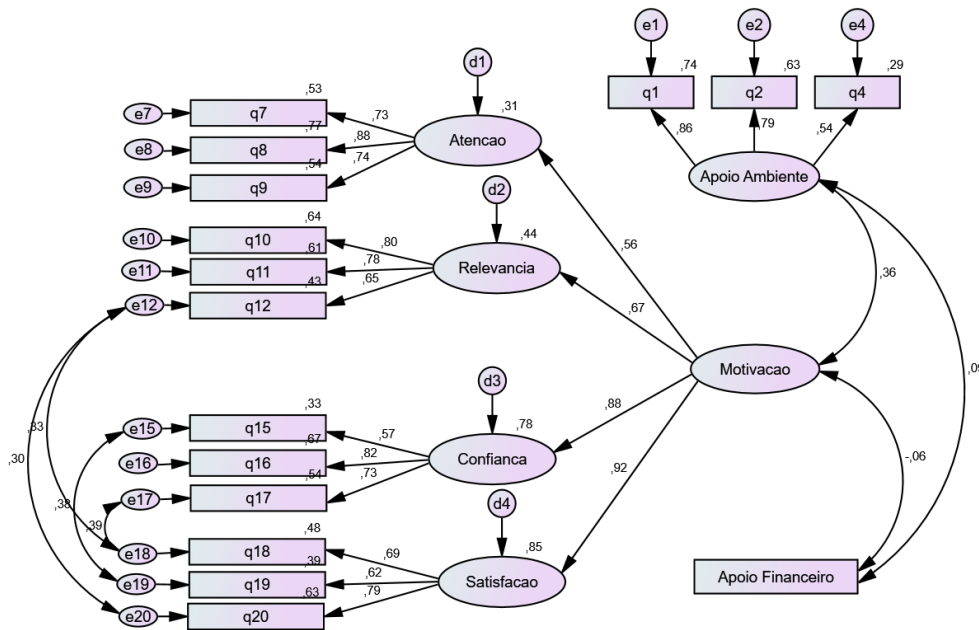 e1
e2
e4
,74
,63
,29
q1
q2
q4
,86
,79
,54
Apoio Ambiente
d1
,53
,31
e7
q7
,73
,77
e8
q8
,88
Atencao
,54
,74
e9
q9
d2
,64
,44
e10
q10
,80
,61
e11
q11
,78
Relevancia
,43
,65
e12
q12
,56
,36
,67
Motivacao
d3
,33
,78
e15
q15
,57
,67
e16
q16
,82
Confianca
,54
,73
e17
q17
,88
,92
d4
,33
,30
,38
,39
,48
,85
e18
q18
,69
,39
e19
q19
,62
Satisfacao
,63
,79
e20
q20
-,06
Apoio Financeiro